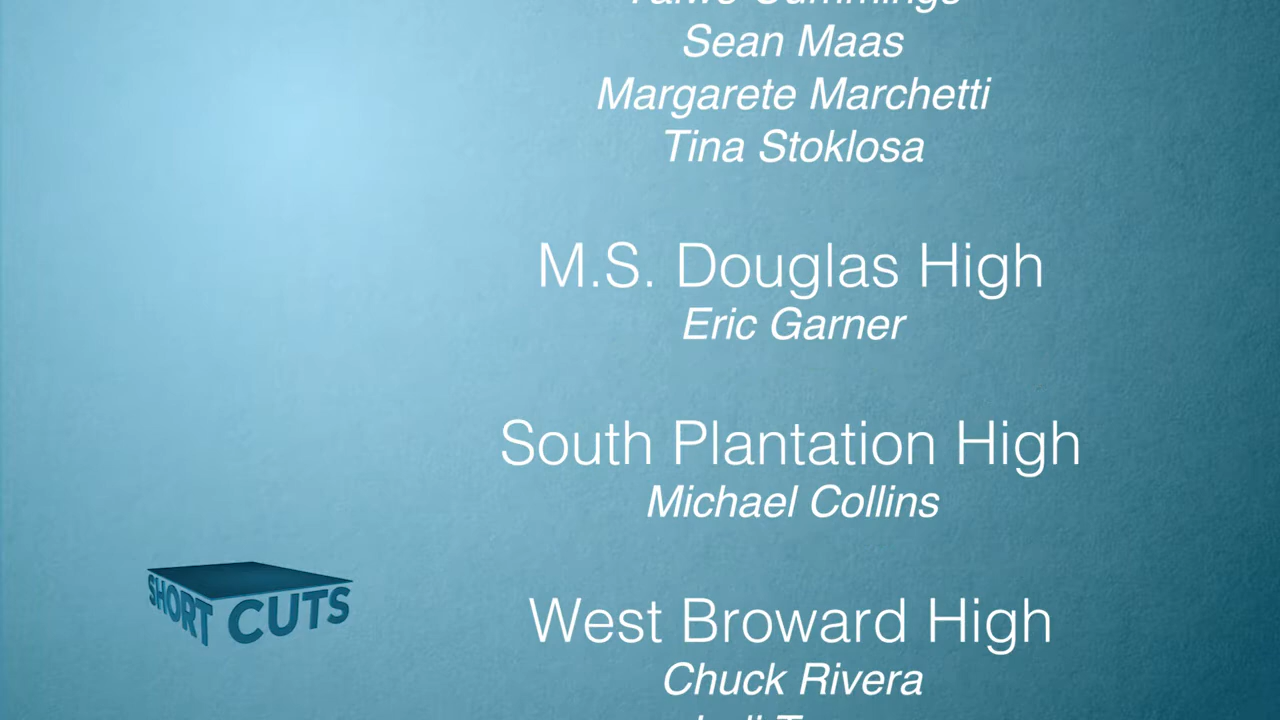 Cummings
Sean Maas
Margarete Marchetti
Tina Stoklosa
M.S. Douglas High
Eric Garner
South Plantation High
Michael Collins
SHORT CUTS
West Broward High
Chuck Rivera